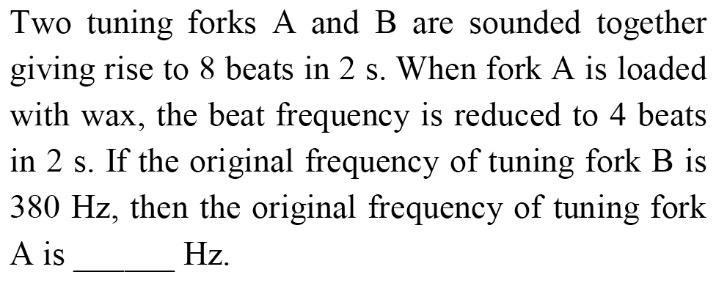 Two tuning forks A and B are sounded together
giving rise to 8 beats in 2 s. When fork A is loaded
with wax, the beat frequency is reduced to 4 beats
in 2 s. If the original frequency of tuning fork B is
380 Hz, then the original frequency of tuning fork
A is ______ Hz.